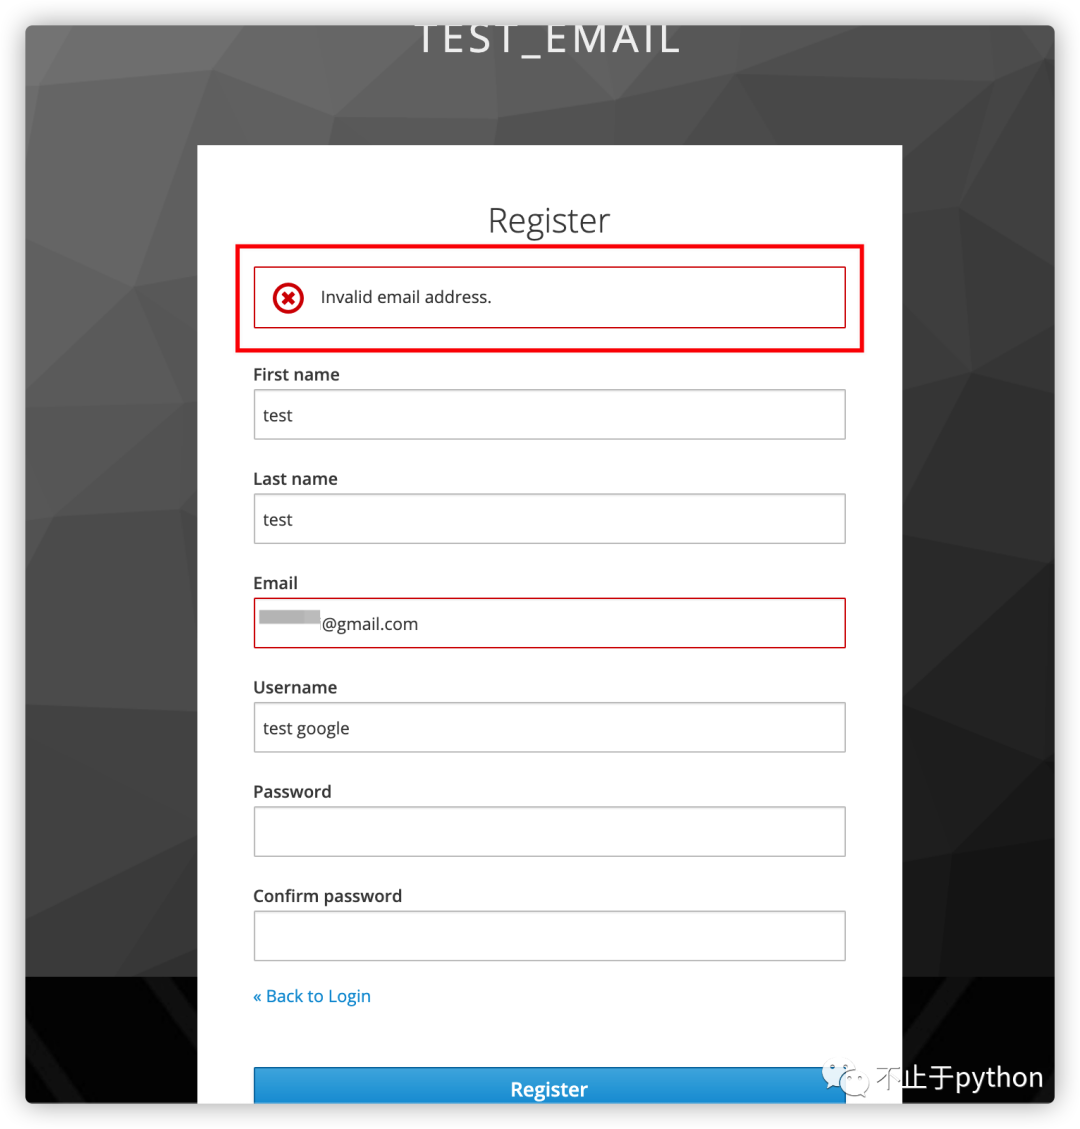 TEST_EMAIL
Register
Invalid email address.
First name
test
Last name
test
Email
@gmail.com
Username
test google
Password
Confirm password
« Back to Login
Register
不止于python